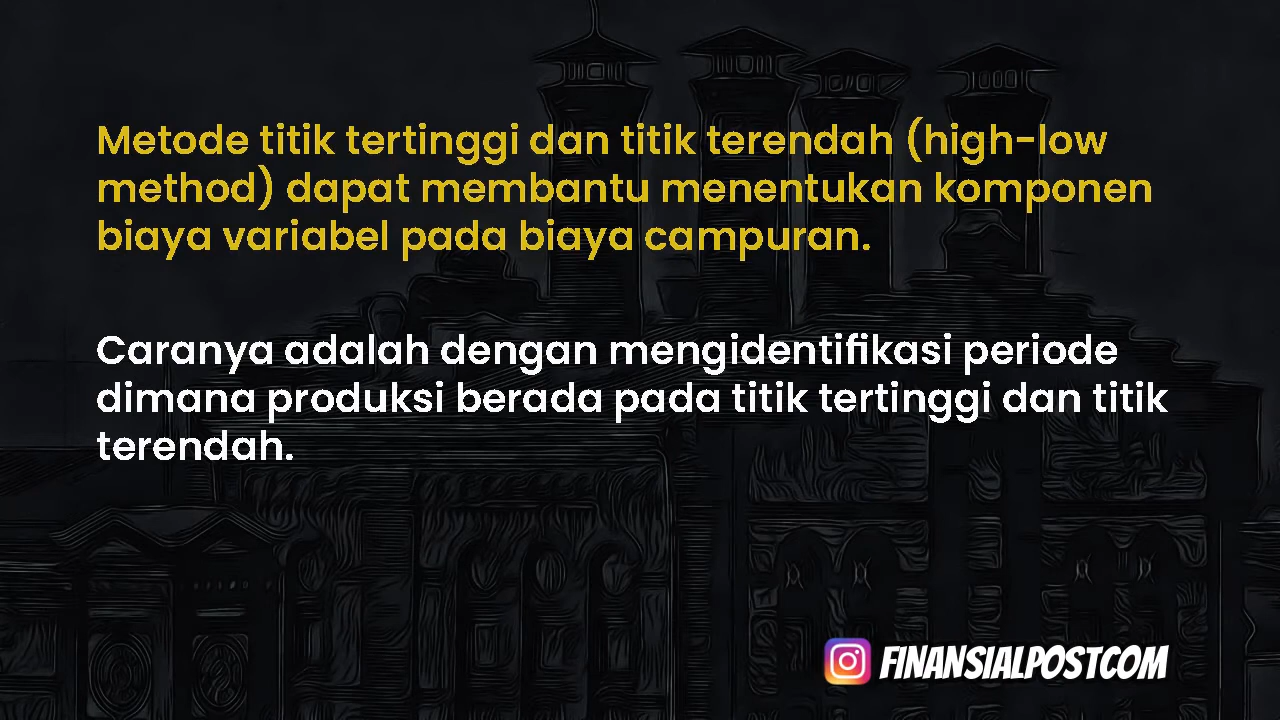 Metode titik tertinggi dan titik terendah (high-low
method) dapat membantu menentukan komponen
biaya variabel pada biaya campuran.
Caranya adalah dengan mengidentifikasi periode
dimana produksi berada pada titik tertinggi dan titik
terendah.
FINANSIALPOSTCOM